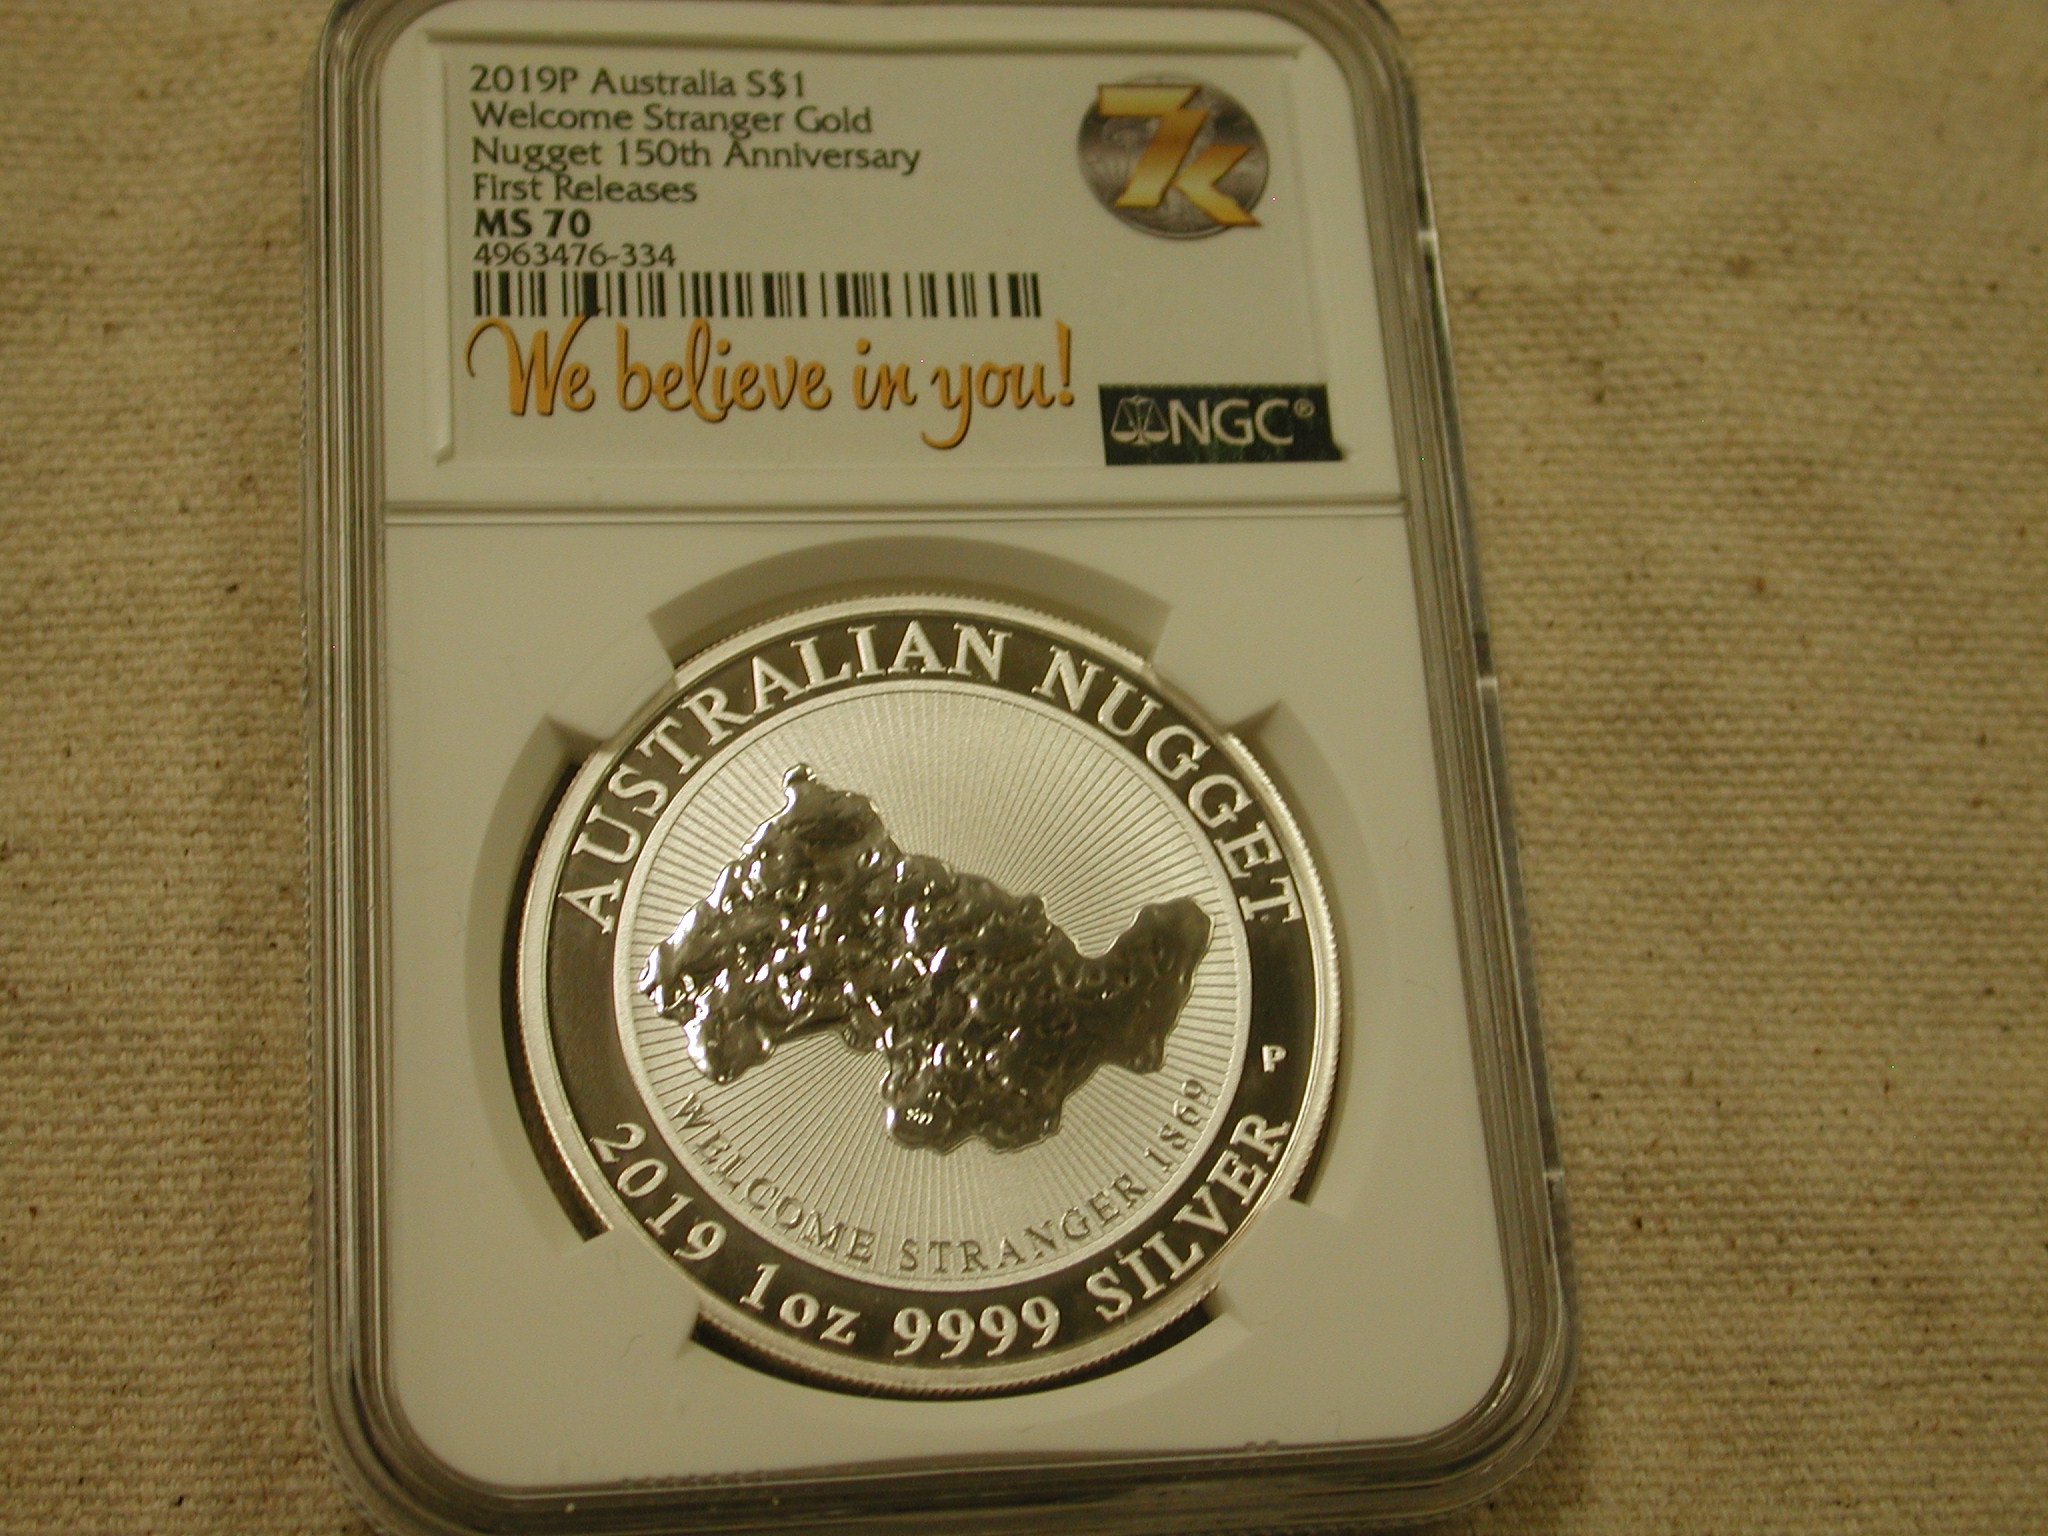 2019P Australia S$1
Welcome Stranger Gold
Nugget 150th Anniversary
First Releases
MS 70
4963476-334
7k
We believe in you!
NGC®
AUSTRALIAN NUGGET
P
WELCOME STRANGER 1869
2019 1oz 9999 SILVER